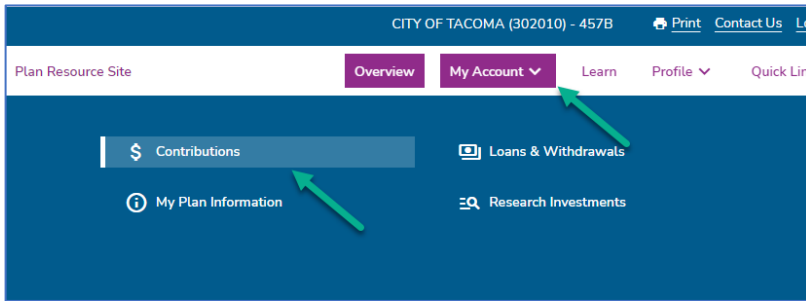 CITY OF TACOMA (302010) - 457B Print Contact Us
Plan Resource Site Overview My Account Learn Profile Quick
$ Contributions Loans & Withdrawals
My Plan Information Research Investments